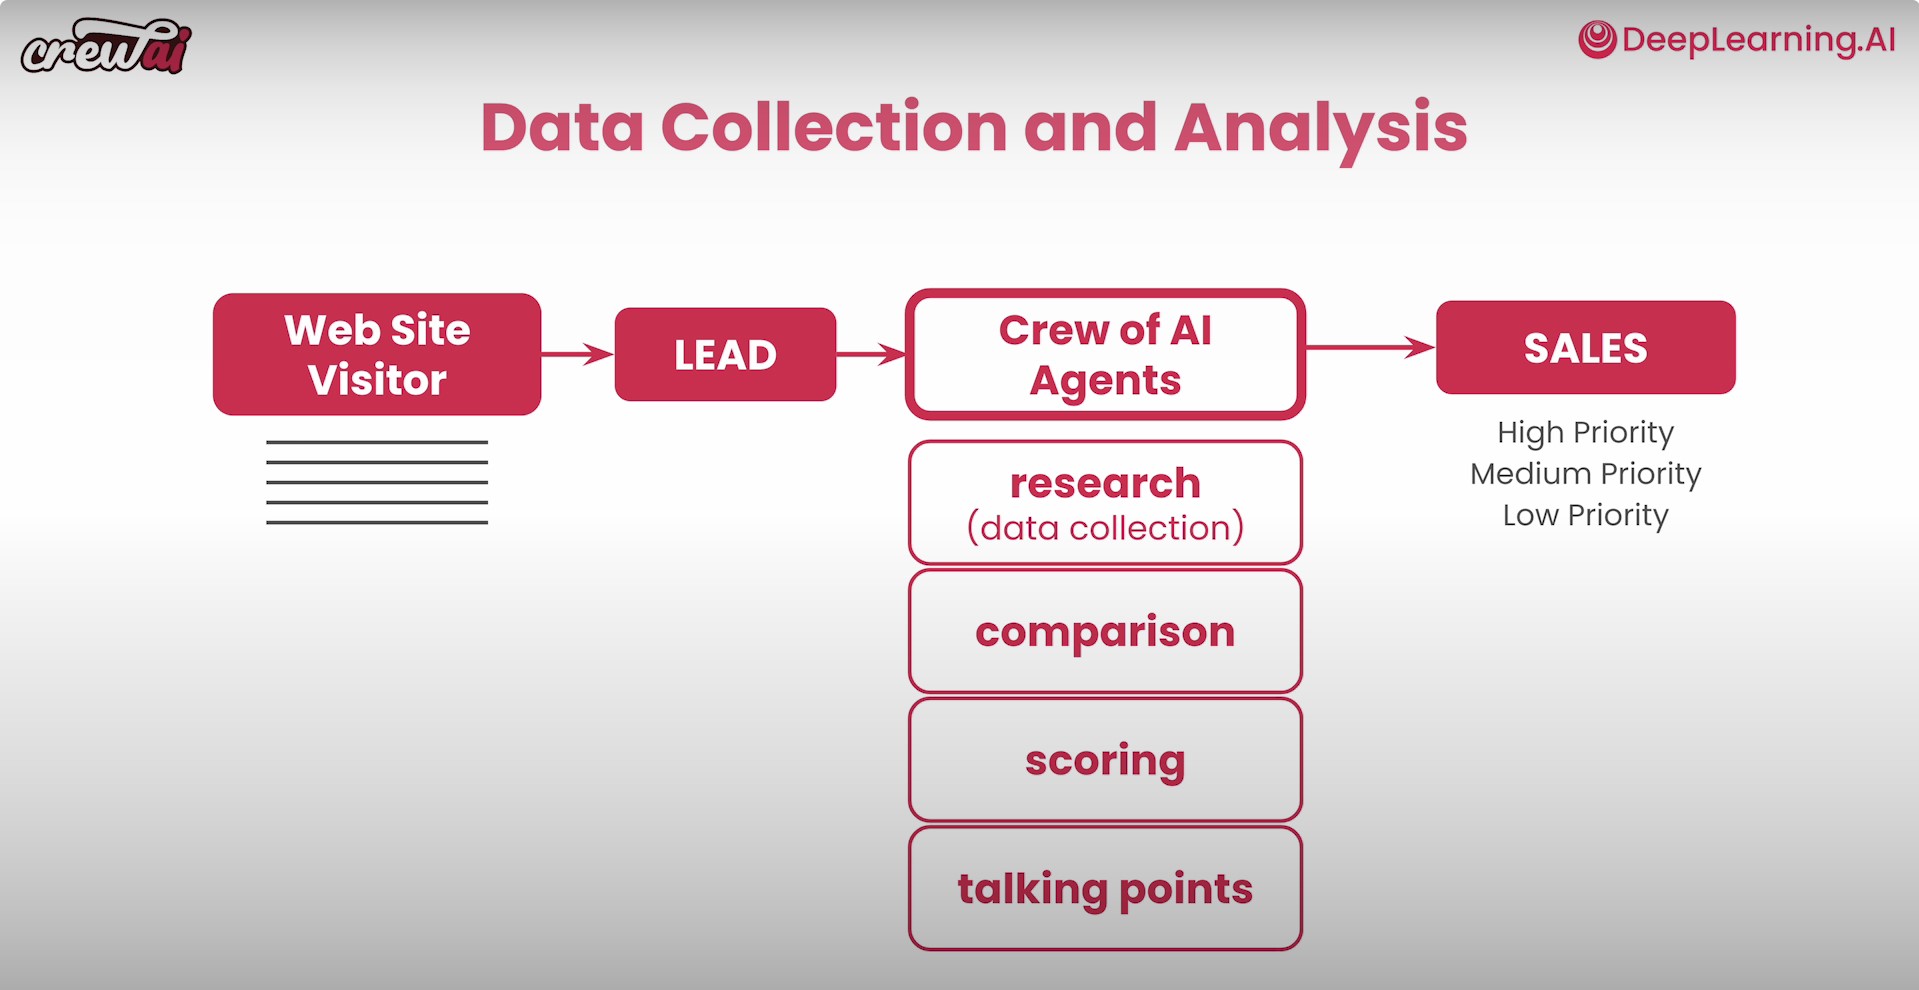 crewai
DeepLearning.AI
Data Collection and Analysis
Web Site
Visitor
LEAD
Crew of AI
Agents
SALES
High Priority
Medium Priority
Low Priority
research
(data collection)
comparison
scoring
talking points